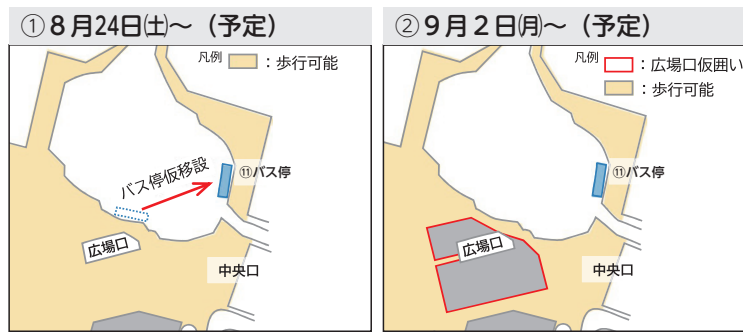 ①8月24日㈯～（予定）
凡例
：歩行可能
バス停仮移設
⑪バス停
広場口
中央口
②9月2日㈪～（予定）
凡例
：広場口仮囲い
：歩行可能
⑪バス停
広場口
中央口